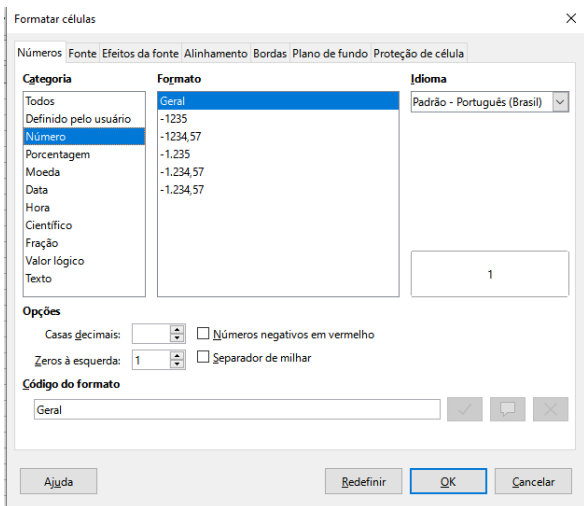 Formatar células
Números Fonte Efeitos da fonte Alinhamento Bordas Plano de fundo Proteção de célula
Categoria
Todos
Definido pelo usuário
Número
Porcentagem
Moeda
Data
Hora
Científico
Fração
Valor lógico
Texto
Formato
Geral
-1235
-1234,57
-1.235
-1.234,57
-1.234,57
Idioma
Padrão - Português (Brasil)
1
Opções
Casas decimais:
Números negativos em vermelho
Zeros à esquerda: 1
Separador de milhar
Código do formato
Geral
Ajuda Redefinir OK Cancelar